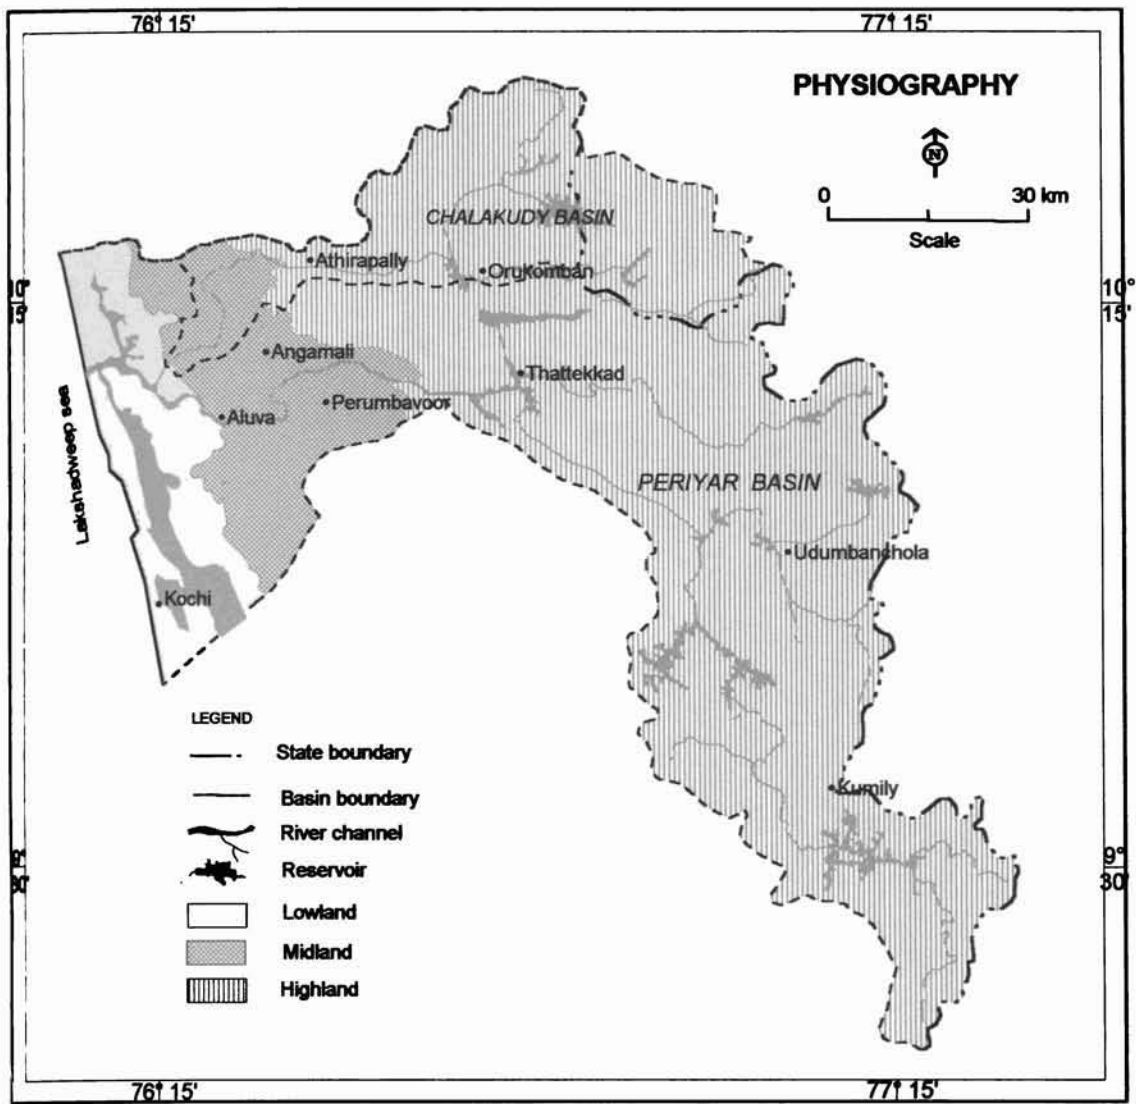 76° 15'
77° 15'
PHYSIOGRAPHY
N
0 30 km
Scale
CHALAKUDY BASIN
Athirapally
Orukomban
10°
15'
10°
15'
Angamali
Thattekkad
Perumbavoor
Aluva
Lakshadweep sea
PERIYAR BASIN
Udumbanchola
Kochi
LEGEND
State boundary
Basin boundary
River channel
Reservoir
Lowland
Midland
Highland
Kumily
9°
30'
9°
30'
76° 15'
77° 15'